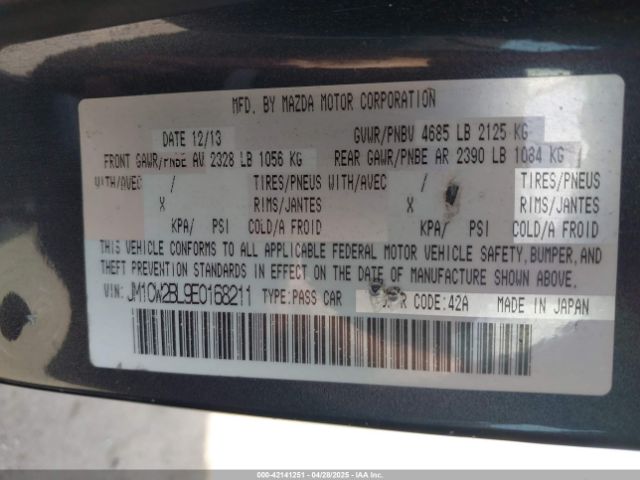 MFD. BY MAZDA MOTOR CORPORATION
DATE 12/13 GVWR/PNBV 4685 LB 2125 KG
FRONT GAWR/PNBE AV 2328 LB 1056 KG REAR GAWR/PNBE AR 2390 LB 1084 KG
WITH/AVEC / TIRES/PNEUS WITH/AVEC / TIRES/PNEUS
X RIMS/JANTES X RIMS/JANTES
KPA/ PSI COLD/A FROID KPA/ PSI COLD/A FROID
THIS VEHICLE CONFORMS TO ALL APPLICABLE FEDERAL MOTOR VEHICLE SAFETY, BUMPER, AND
THEFT PREVENTION STANDARDS IN EFFECT ON THE DATE OF MANUFACTURE SHOWN ABOVE.
VIN: JM1CW2BL9E0168211 TYPE: PASS CAR CODE: 42A MADE IN JAPAN
000-42141251 - 04/28/2025 - IAAI.com